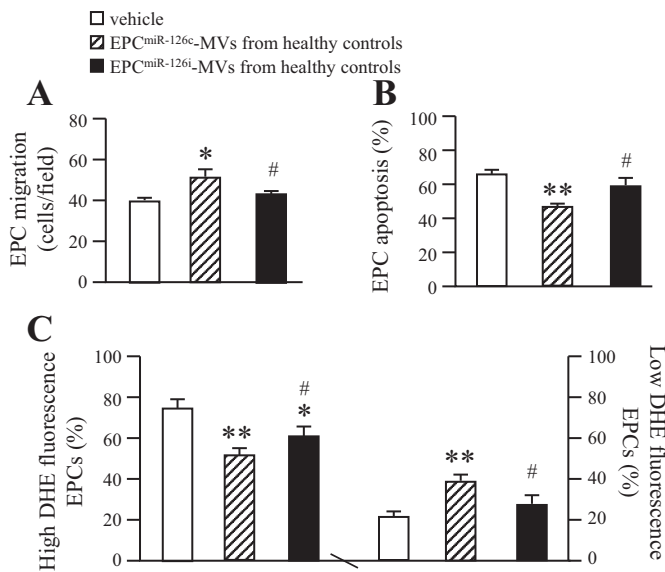 vehicle
EPCmiR-126c-MVs from healthy controls
EPCmiR-126i-MVs from healthy controls
A
EPC migration
(cells/field)
80
60
40
20
0
*
#
B
EPC apoptosis (%)
100
80
60
40
20
0
**
#
C
High DHE fluorescence
EPCs (%)
100
80
60
40
20
0
**
#
*
**
#
100
80
60
40
20
0
Low DHE fluorescence
EPCs (%)